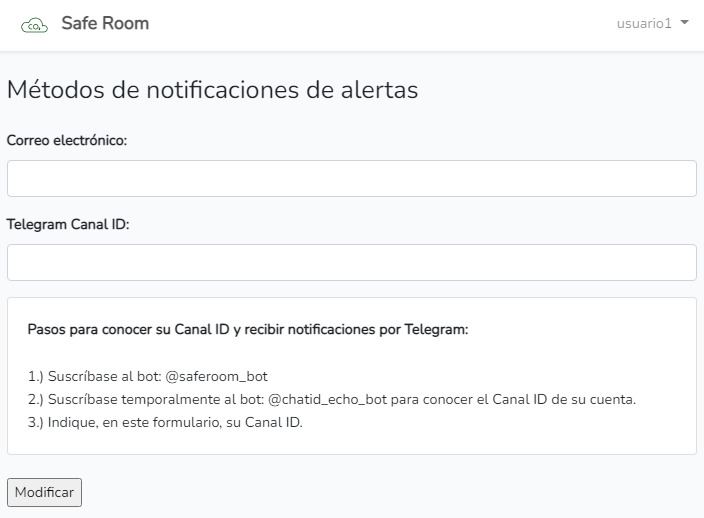 CO₂ Safe Room
usuario1
Métodos de notificaciones de alertas
Correo electrónico:
Telegram Canal ID:
Pasos para conocer su Canal ID y recibir notificaciones por Telegram:
1.) Suscríbase al bot: @saferoom_bot
2.) Suscríbase temporalmente al bot: @chatid_echo_bot para conocer el Canal ID de su cuenta.
3.) Indique, en este formulario, su Canal ID.
Modificar